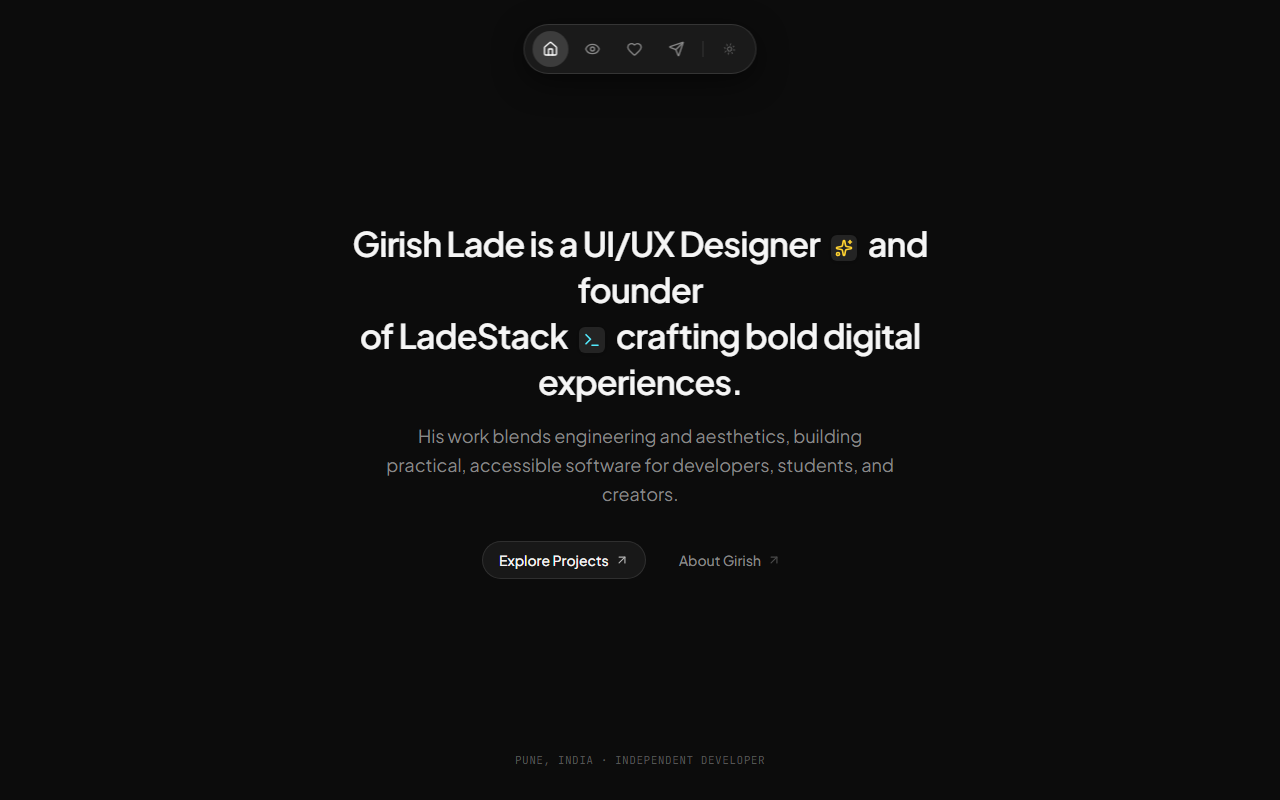 Girish Lade is a UI/UX Designer and
founder
of LadeStack crafting bold digital
experiences.
His work blends engineering and aesthetics, building
practical, accessible software for developers, students, and
creators.
Explore Projects
About Girish
PUNE, INDIA · INDEPENDENT DEVELOPER